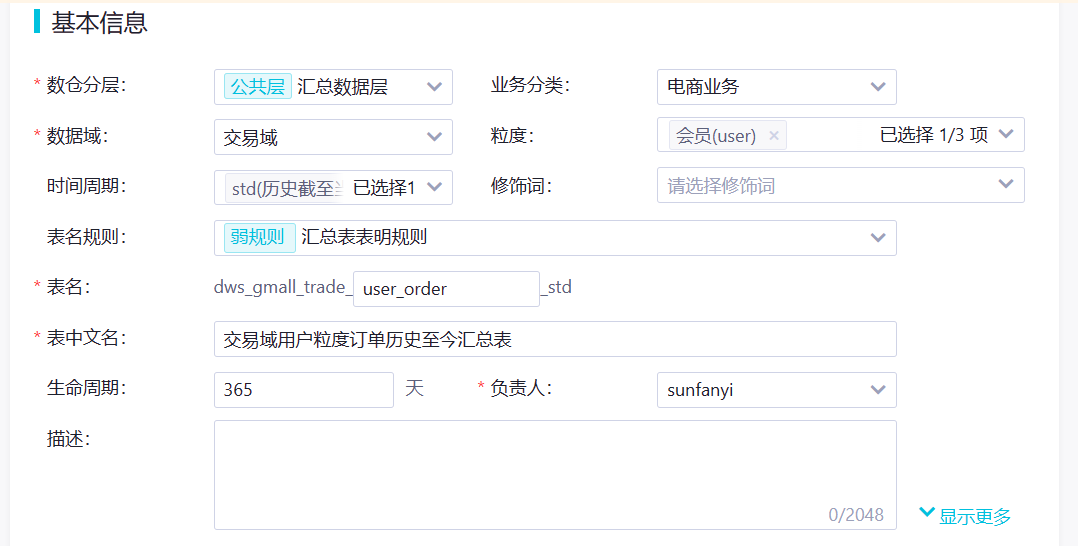 基本信息
* 数仓分层： 公共层 汇总数据层 业务分类： 电商业务
* 数据域： 交易域 粒度： 会员(user) × 已选择 1/3 项
时间周期： std(历史截至 已选择1 修饰词： 请选择修饰词
表名规则： 弱规则 汇总表表明规则
* 表名： dws_gmall_trade_ user_order _std
* 表中文名： 交易域用户粒度订单历史至今汇总表
生命周期： 365 天 * 负责人： sunfanyi
描述：
0/2048
显示更多